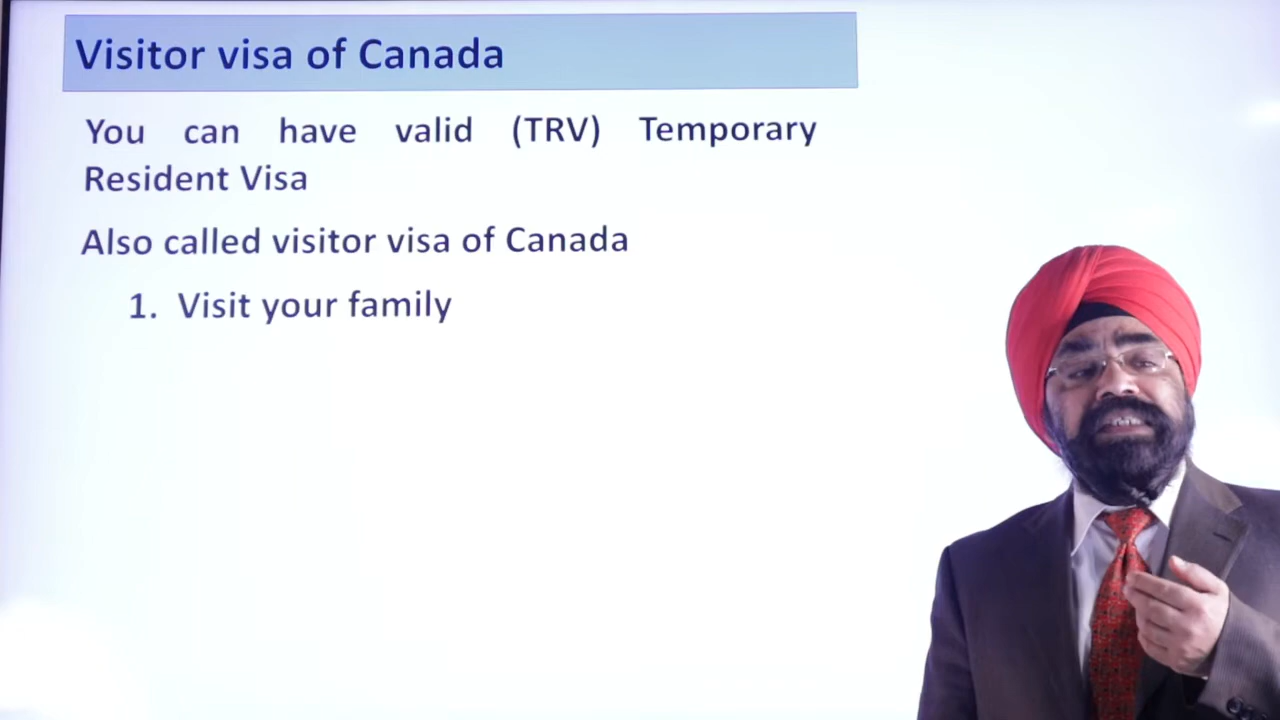 Visitor visa of Canada
You can have valid (TRV) Temporary
Resident Visa
Also called visitor visa of Canada
1. Visit your family